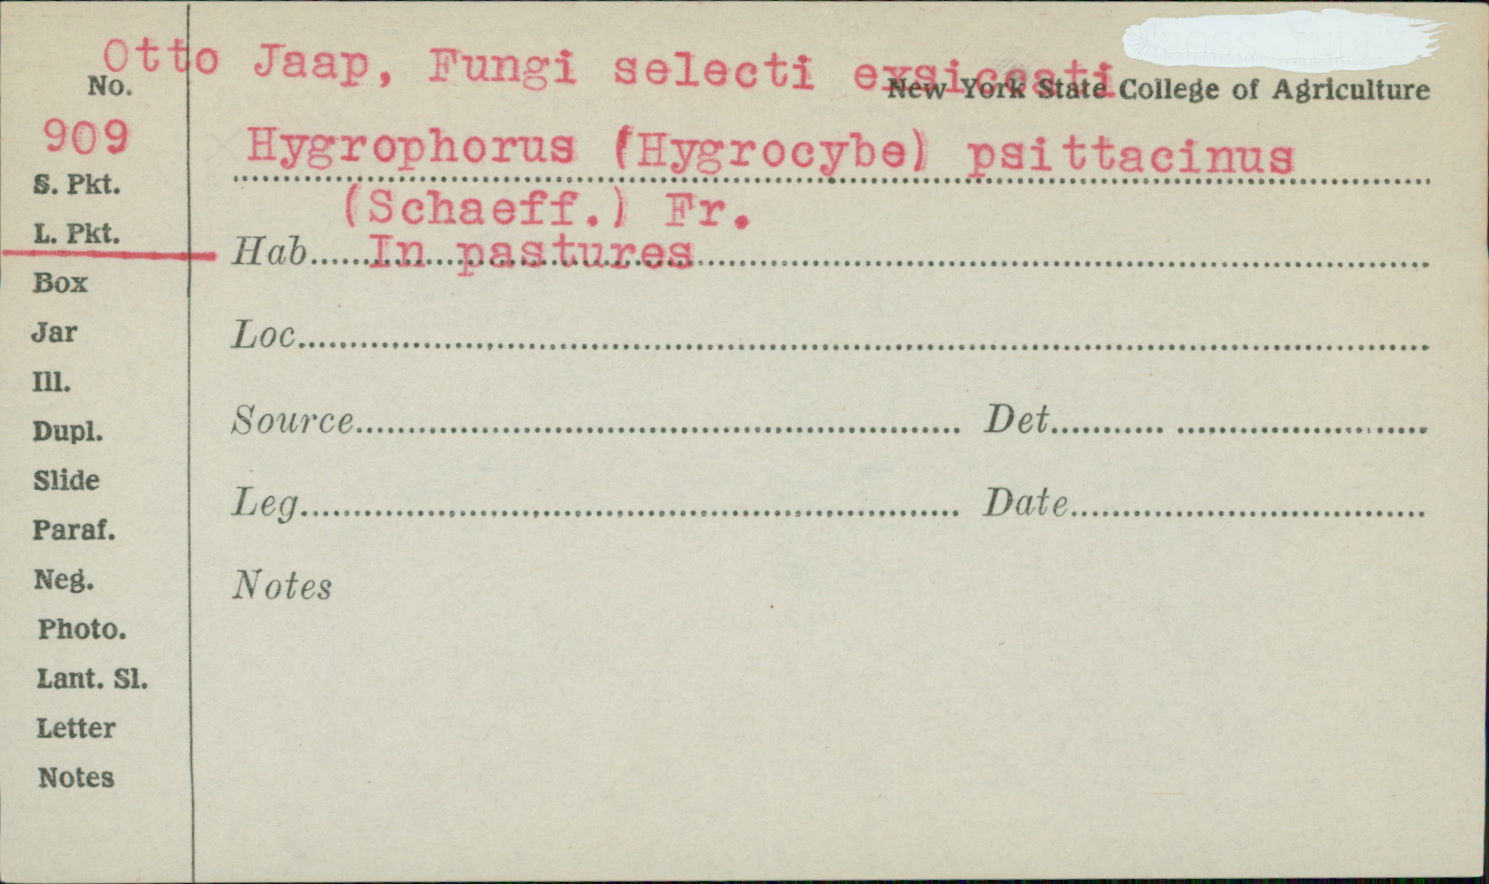 Otto Jaap, Fungi selecti exsiccati
No.
New York State College of Agriculture
909
Hygrophorus (Hygrocybe) psittacinus
S. Pkt.
(Schaeff.) Fr.
L. Pkt.
Hab. In pastures
Box
Loc.
Jar
Ill.
Source Det.
Dupl.
Slide
Leg. Date
Paraf.
Neg.
Notes
Photo.
Lant. Sl.
Letter
Notes